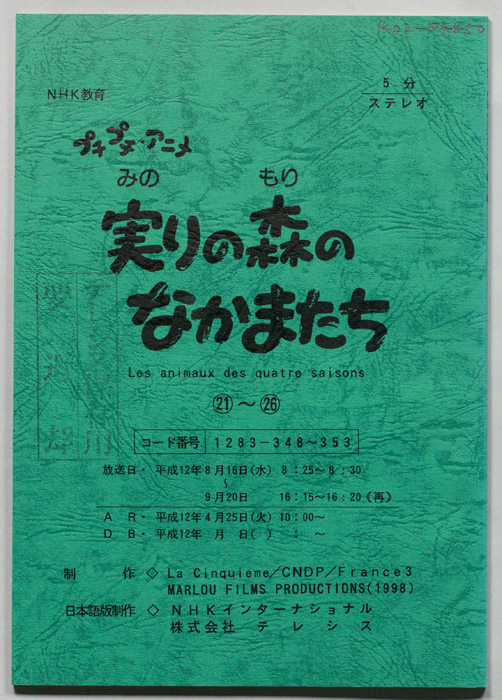 NHK教育
5分
ステレオ
プチプチ・アニメ
みの もり
実りの森の
なかまたち
Les animaux des quatre saisons
㉑～㉖
コード番号 1283－348～353
放送日・ 平成12年8月16日(水) 8：25～8：30
～
9月20日 16：15～16：20《再》
AR・ 平成12年4月25日(火) 10：00～
DB・ 平成12年 月 日( ) ： ～
制作◇ La Cinquieme／CNDP／France3
MARLOU FILMS PRODUCTIONS(1998)
日本語版制作◇ NHKインターナショナル
株式会社 テレシス